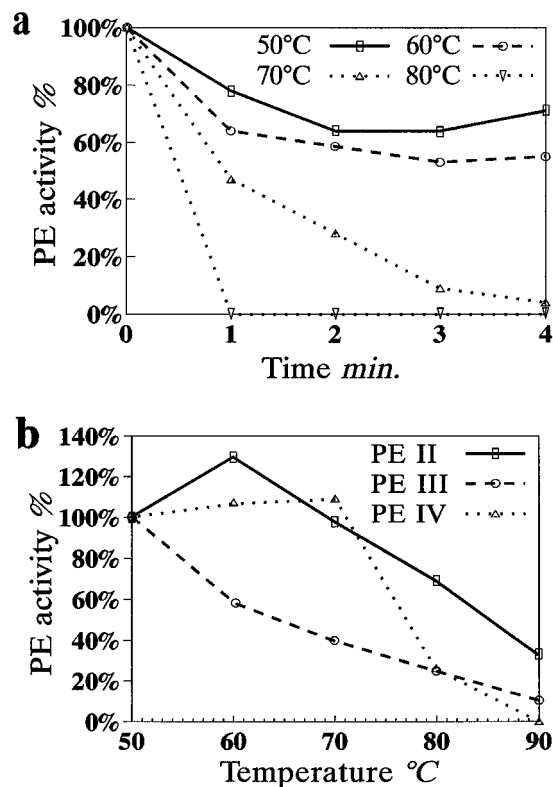 a
100%
80%
60%
40%
20%
0%
PE activity %
50°C
60°C
70°C
80°C
0
1
2
3
4
Time min.
b
140%
120%
100%
80%
60%
40%
20%
0%
PE activity %
PE II
PE III
PE IV
50
60
70
80
90
Temperature °C